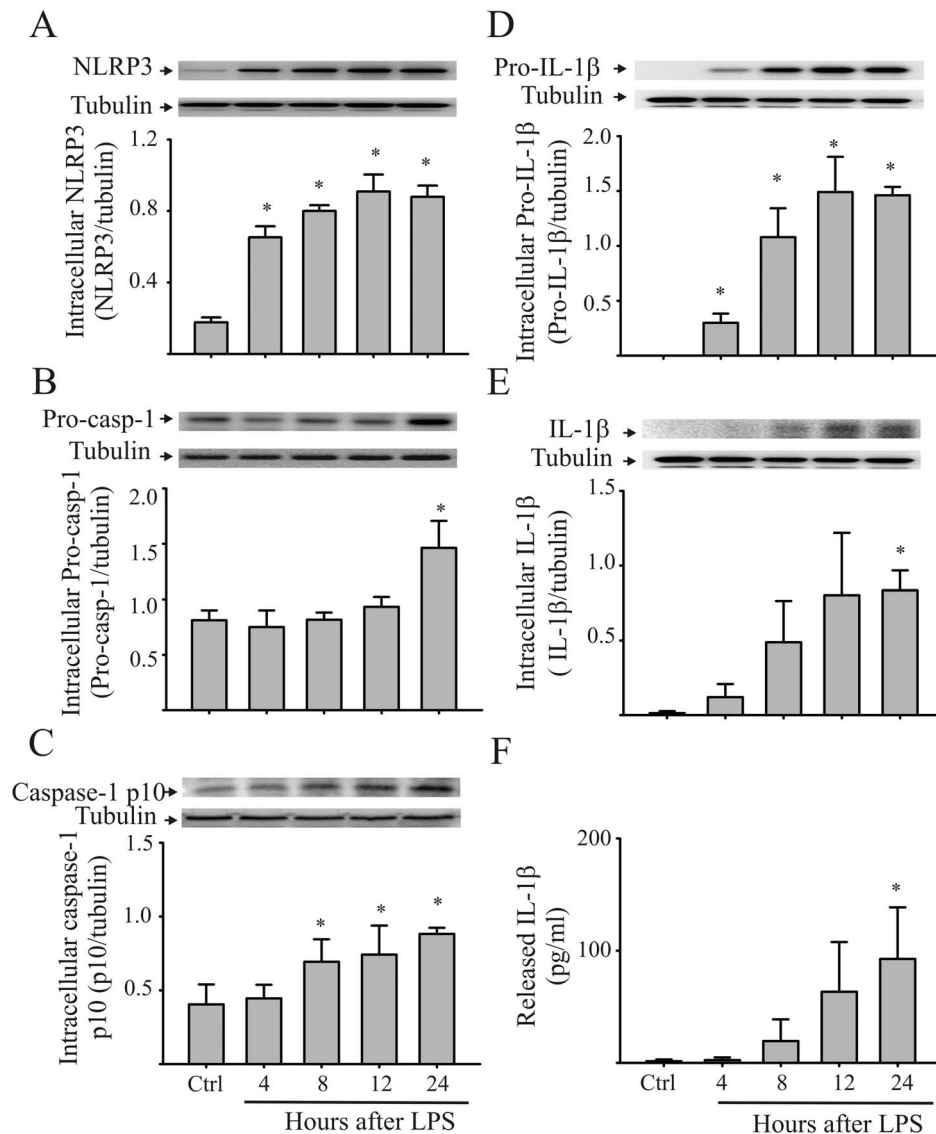 A
NLRP3
Tubulin
Intracellular NLRP3
(NLRP3/tubulin)
1.2
0.8
0.4
*
*
*
*
B
Pro-casp-1
Tubulin
Intracellular Pro-casp-1
(Pro-casp-1/tubulin)
2.0
1.5
1.0
0.5
*
C
Caspase-1 p10
Tubulin
Intracellular caspase-1
p10 (p10/tubulin)
1.5
1.0
0.5
*
*
*
Ctrl 4 8 12 24
Hours after LPS
D
Pro-IL-1β
Tubulin
Intracellular Pro-IL-1β
(Pro-IL-1β/tubulin)
2.0
1.5
1.0
0.5
*
*
*
*
E
IL-1β
Tubulin
Intracellular IL-1β
( IL-1β/tubulin)
1.5
1.0
0.5
*
F
Released IL-1β
(pg/ml)
200
100
0
*
Ctrl 4 8 12 24
Hours after LPS